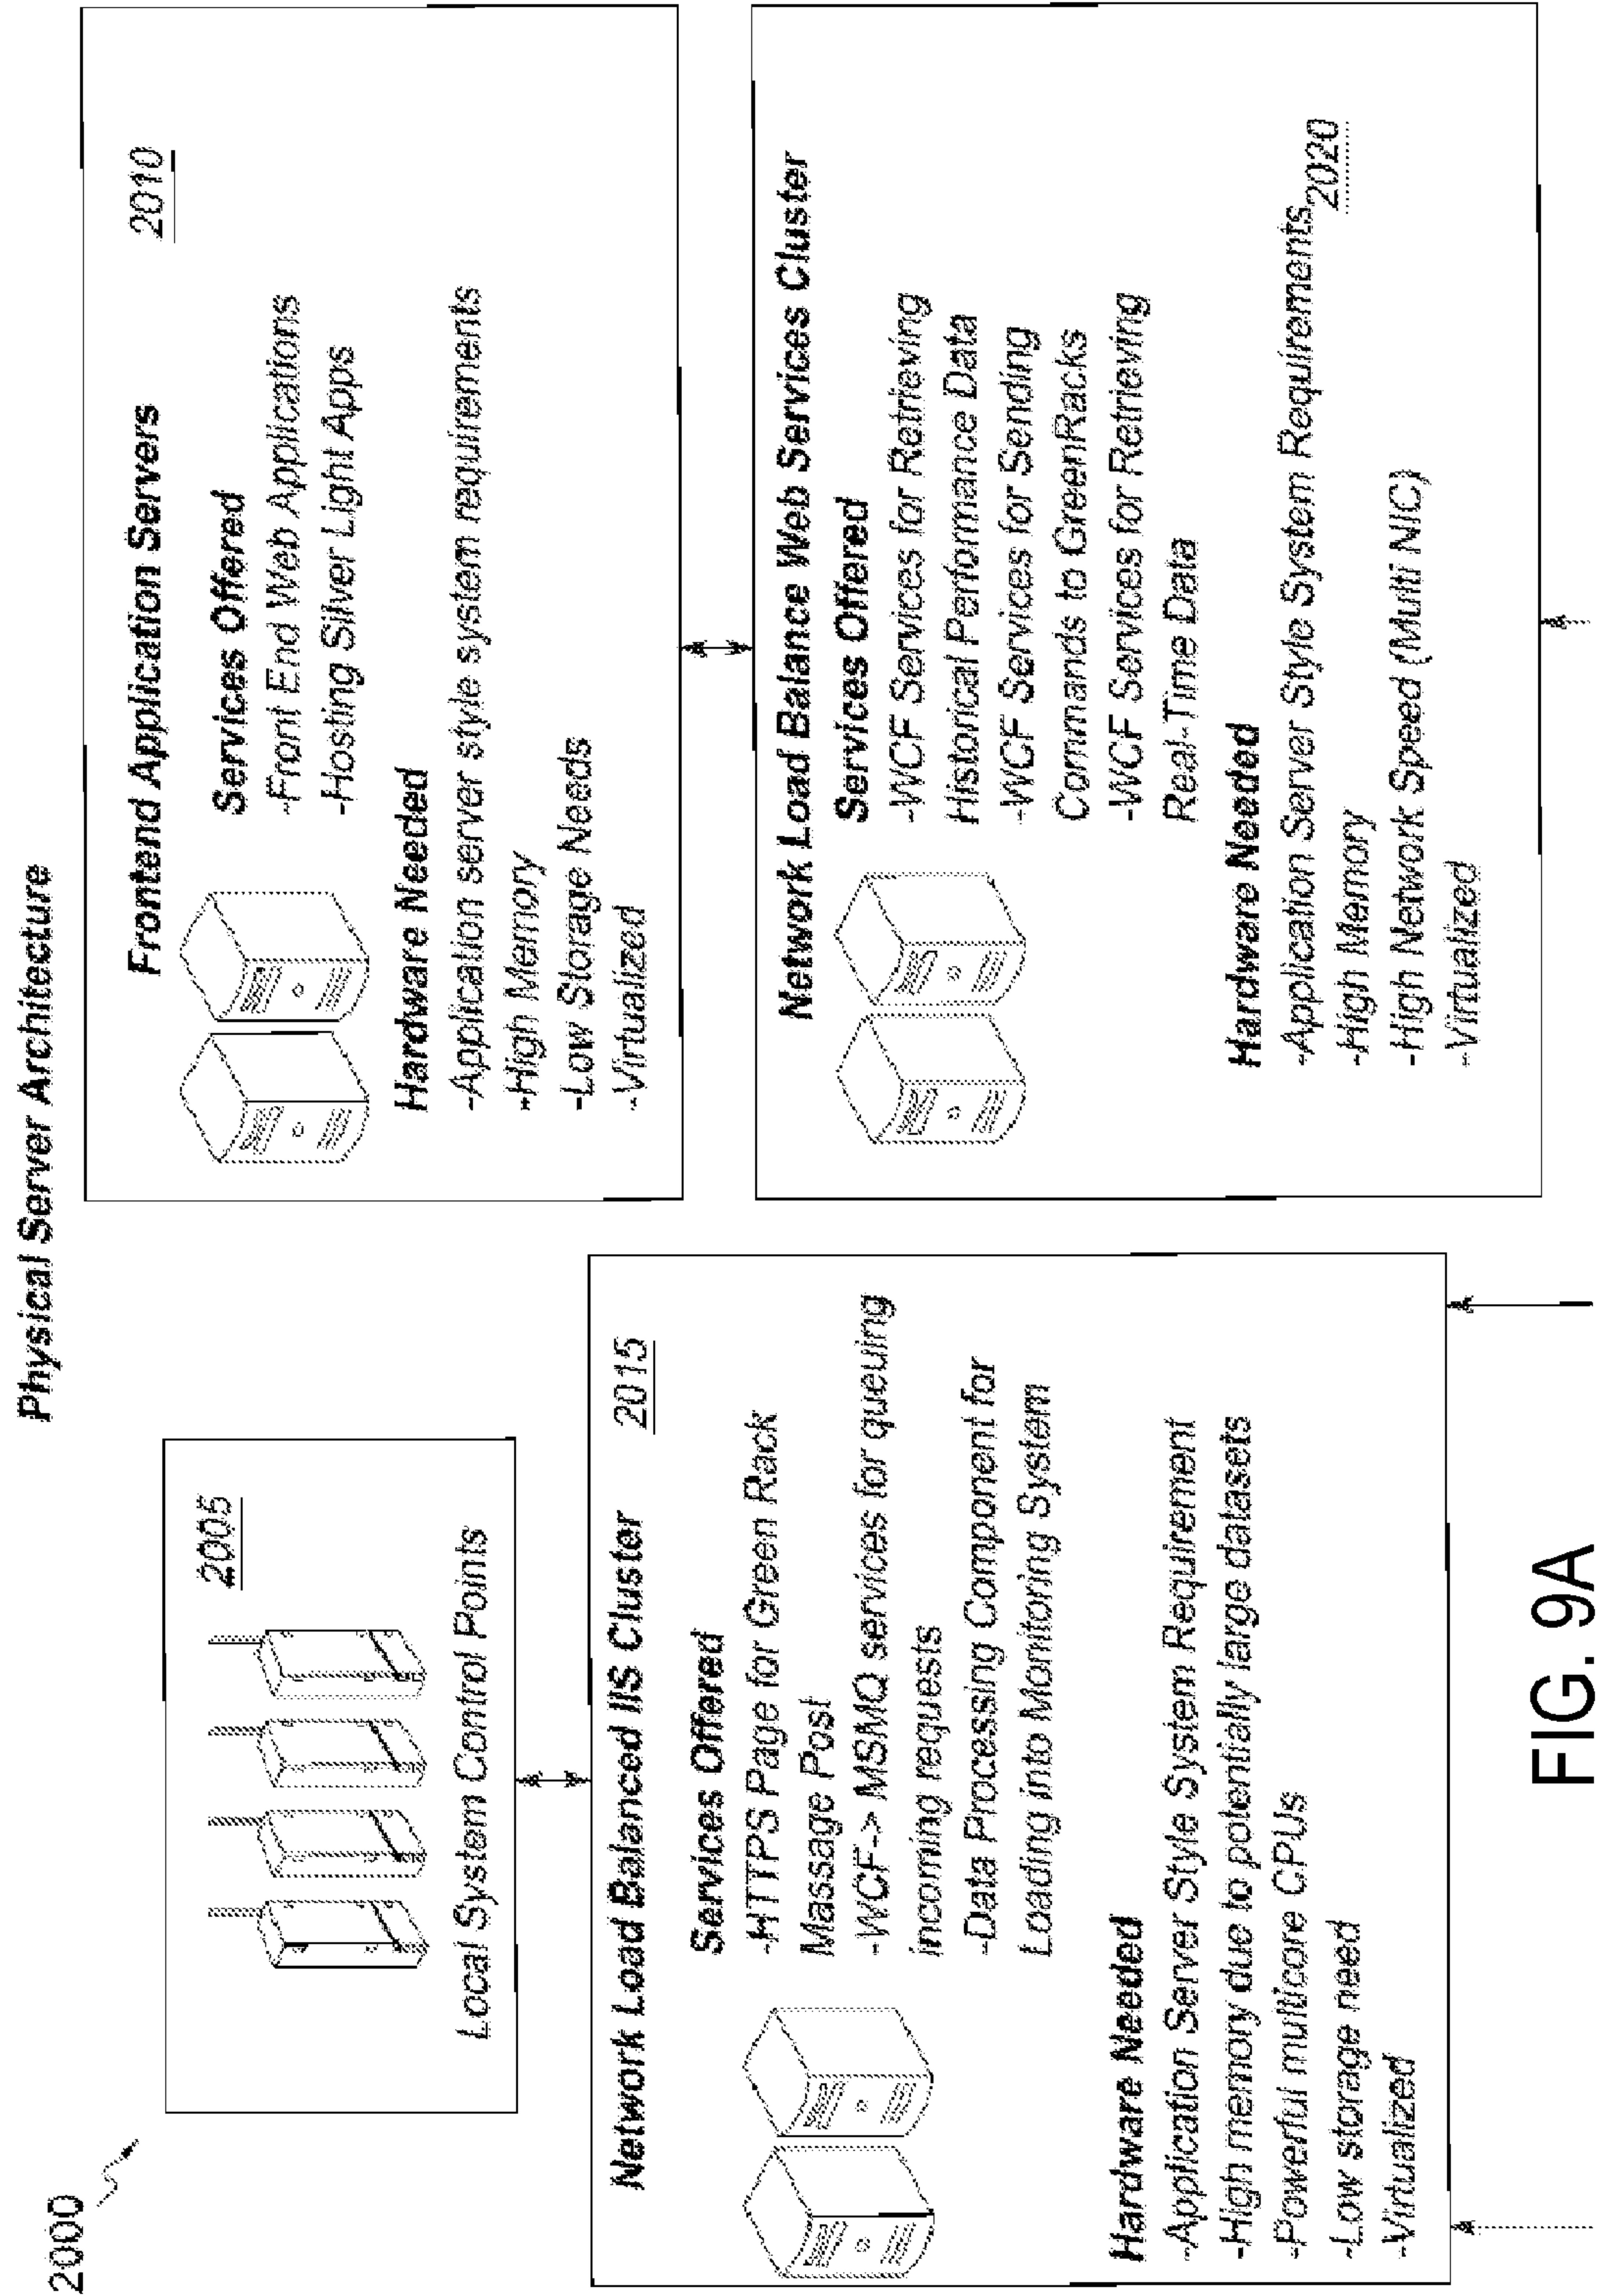 2000
Physical Server Architecture
2005
Local System Control Points
Frontend Application Servers
2010
Services Offered
-Front End Web Applications
-Hosting Silver Light Apps
Hardware Needed
-Application server style system requirements
-High Memory
-Low Storage Needs
-Virtualized
Network Load Balanced IIS Cluster
2015
Services Offered
-HTTPS Page for Green Rack
Massage Post
-WCF-> MSMQ services for queuing
incoming requests
-Data Processing Component for
Loading into Monitoring System
Hardware Needed
-Application Server Style System Requirement
-High memory due to potentially large datasets
-Powerful multicore CPUs
-Low storage need
-Virtualized
Network Load Balance Web Services Cluster
Services Offered
-WCF Services for Retrieving
Historical Performance Data
-WCF Services for Sending
Commands to GreenRacks
-WCF Services for Retrieving
Real-Time Data
Hardware Needed
-Application Server Style System Requirements
2020
-High Memory
-High Network Speed (Multi NIC)
-Virtualized
FIG. 9A